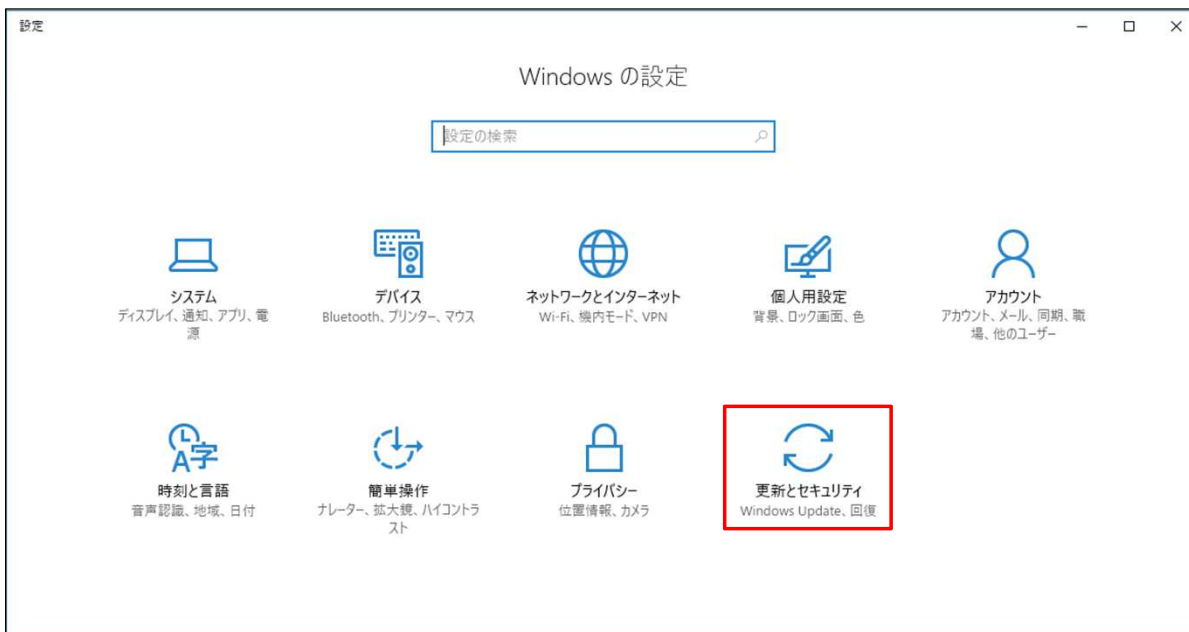 設定
Windows の設定
設定の検索
システム
ディスプレイ、通知、アプリ、電
源
デバイス
Bluetooth、プリンター、マウス
ネットワークとインターネット
Wi-Fi、機内モード、VPN
個人用設定
背景、ロック画面、色
アカウント
アカウント、メール、同期、職
場、他のユーザー
時刻と言語
音声認識、地域、日付
簡単操作
ナレーター、拡大鏡、ハイコントラ
スト
プライバシー
位置情報、カメラ
更新とセキュリティ
Windows Update、回復